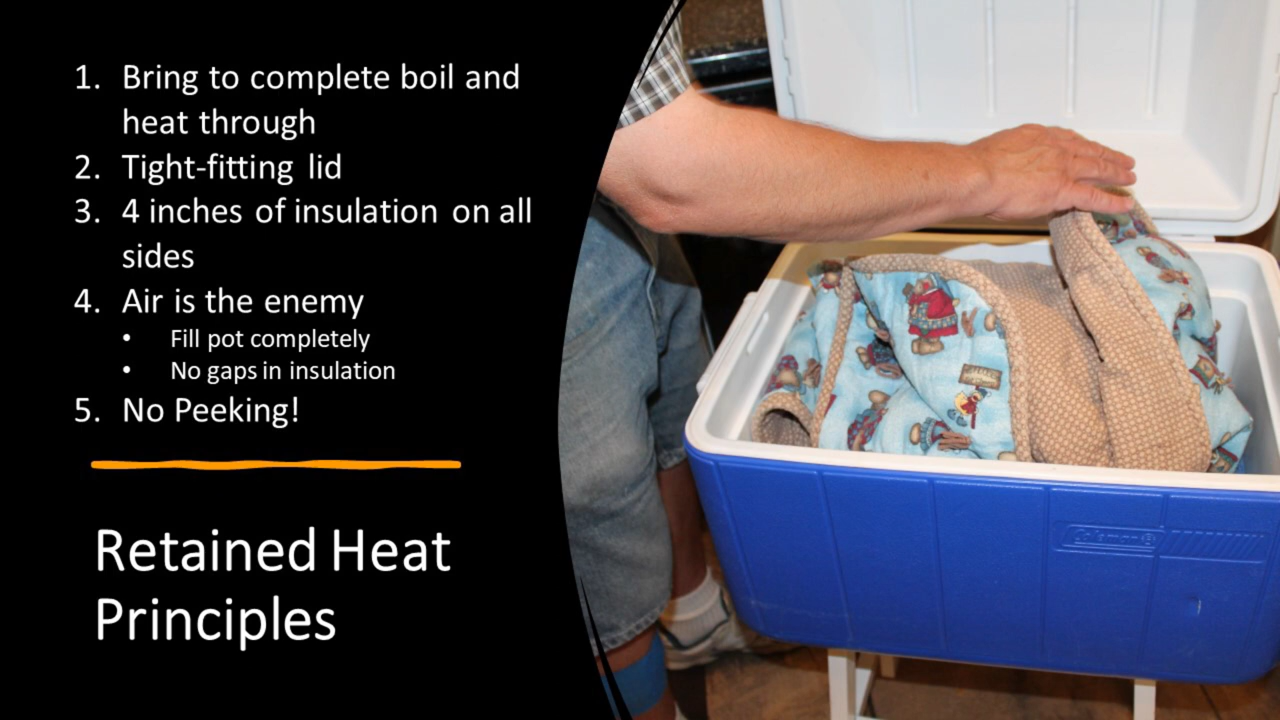 1. Bring to complete boil and
heat through
2. Tight-fitting lid
3. 4 inches of insulation on all
sides
4. Air is the enemy
• Fill pot completely
• No gaps in insulation
5. No Peeking!
Retained Heat
Principles
Coleman